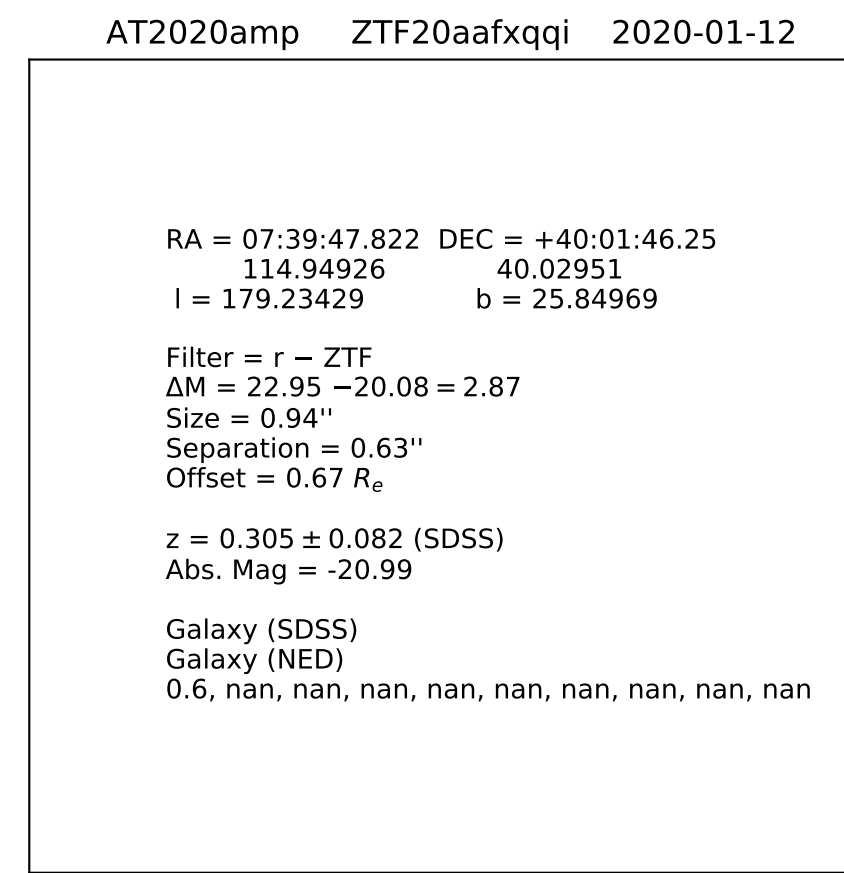 AT2020amp ZTF20aafxqqi 2020-01-12
RA = 07:39:47.822 DEC = +40:01:46.25
114.94926 40.02951
l = 179.23429 b = 25.84969
Filter = r − ZTF
ΔM = 22.95 −20.08 = 2.87
Size = 0.94''
Separation = 0.63''
Offset = 0.67 Rₑ
z = 0.305 ± 0.082 (SDSS)
Abs. Mag = -20.99
Galaxy (SDSS)
Galaxy (NED)
0.6, nan, nan, nan, nan, nan, nan, nan, nan, nan